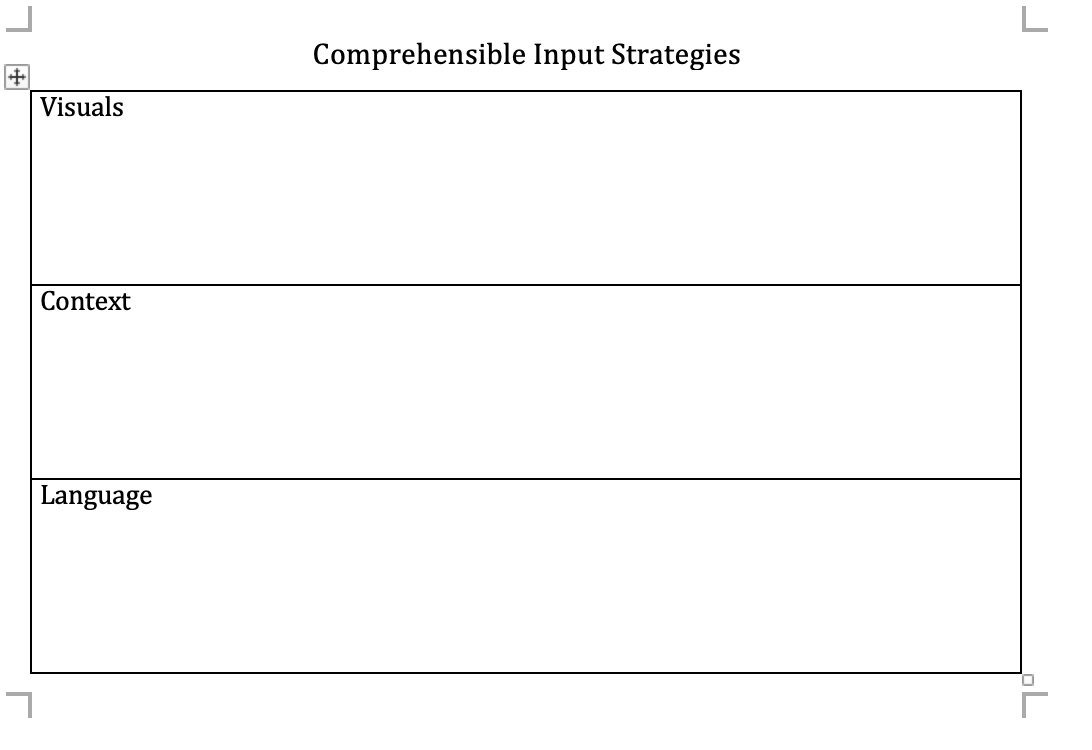 Comprehensible Input Strategies
Visuals
Context
Language